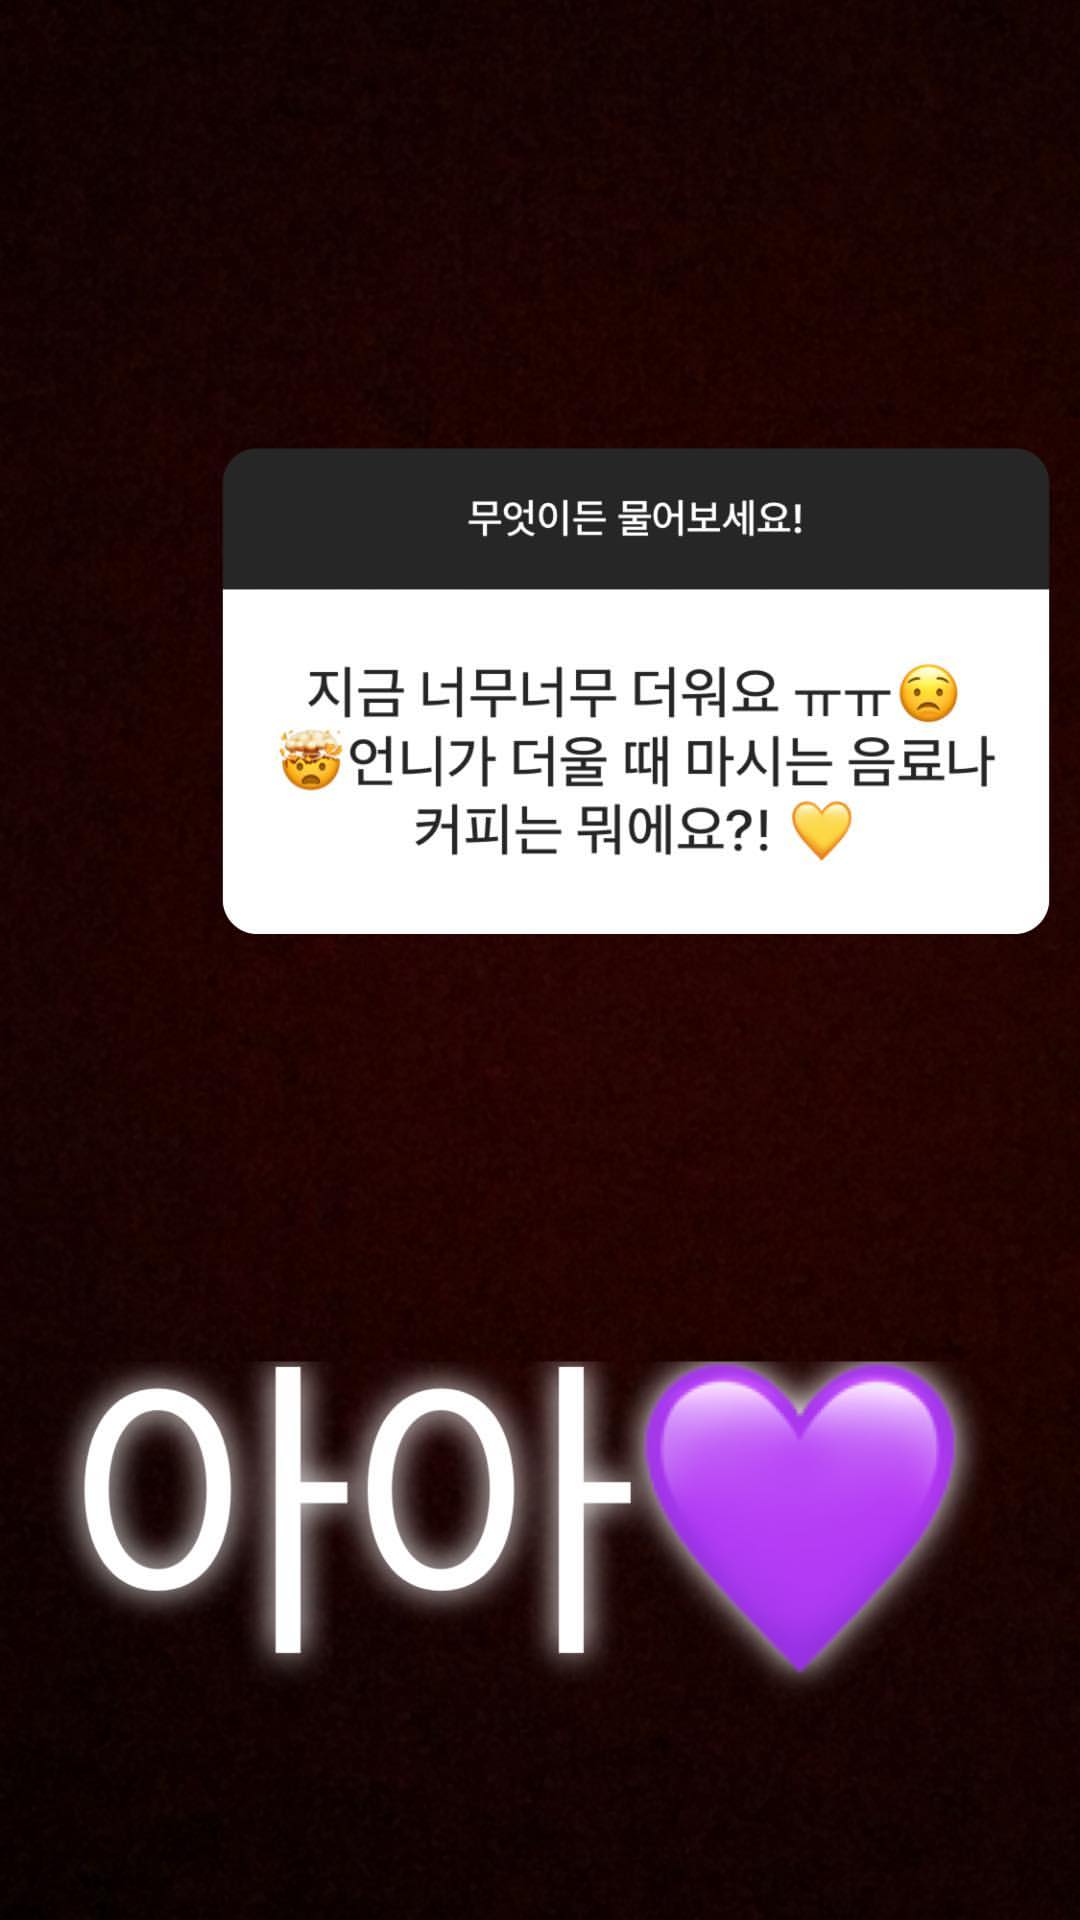 무엇이든 물어보세요!
지금 너무너무 더워요 ㅠㅠ😟
🤯언니가 더울 때 마시는 음료나
커피는 뭐에요?! 💛
아아💜